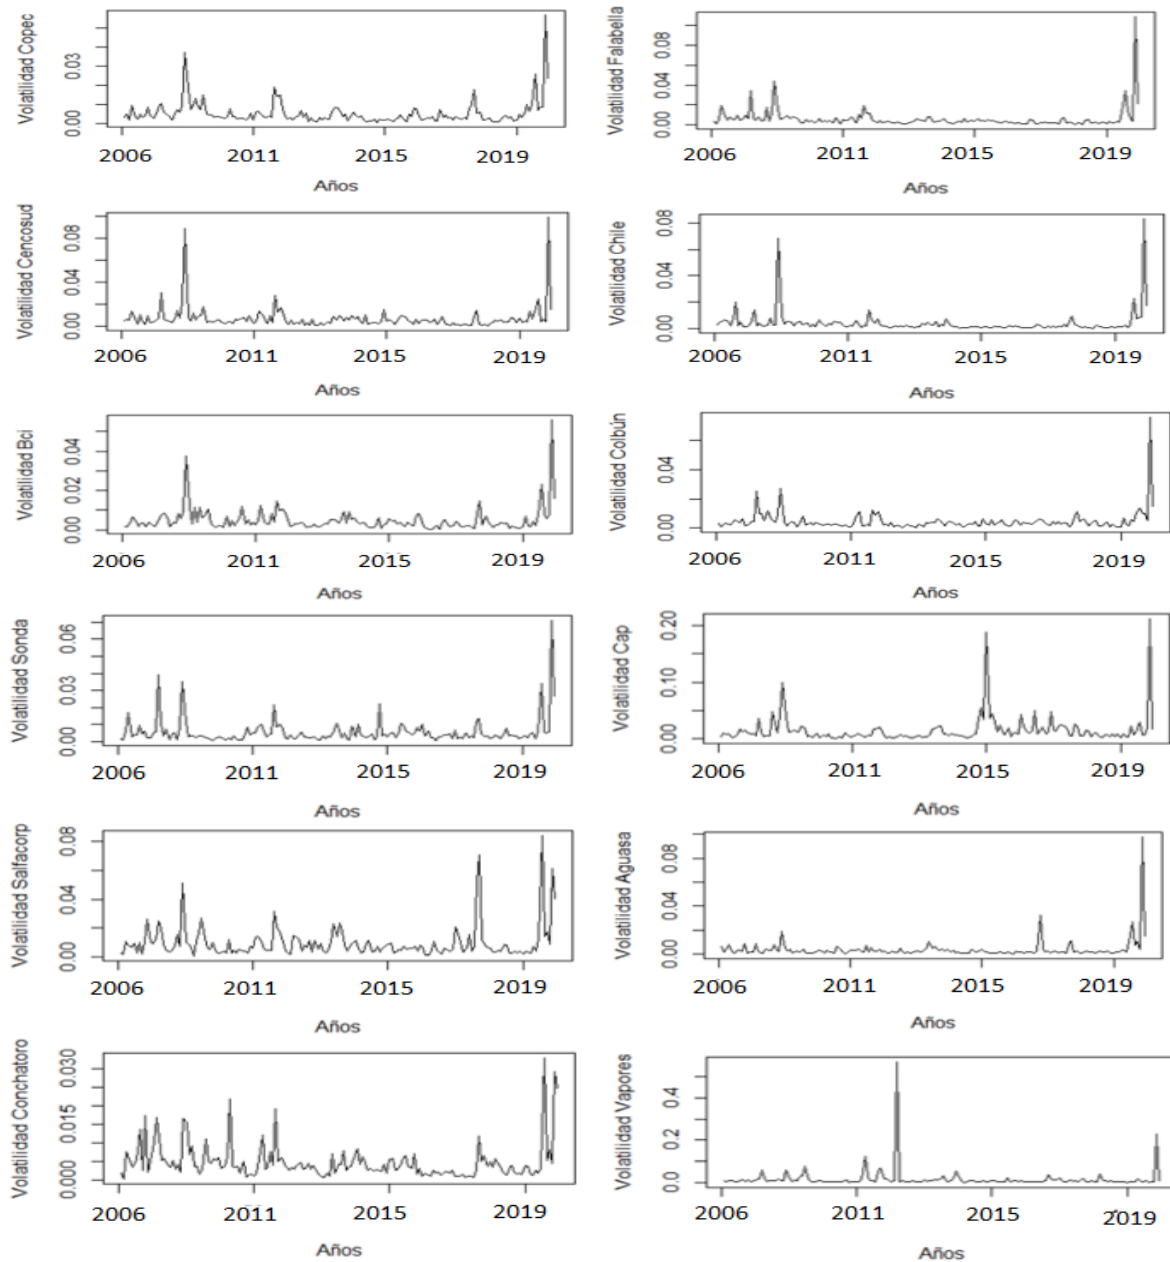 Volatilidad Copec
0.00 0.03
2006 2011 2015 2019
Años
Volatilidad Falabella
0.00 0.04 0.08
2006 2011 2015 2019
Años
Volatilidad Cencosud
0.00 0.04 0.08
2006 2011 2015 2019
Años
Volatilidad Chile
0.00 0.04 0.08
2006 2011 2015 2019
Años
Volatilidad Bci
0.00 0.02 0.04
2006 2011 2015 2019
Años
Volatilidad Colbún
0.00 0.04
2006 2011 2015 2019
Años
Volatilidad Sonda
0.00 0.03 0.06
2006 2011 2015 2019
Años
Volatilidad Cap
0.00 0.10 0.20
2006 2011 2015 2019
Años
Volatilidad Salfacorp
0.00 0.04 0.08
2006 2011 2015 2019
Años
Volatilidad Aguasa
0.00 0.04 0.08
2006 2011 2015 2019
Años
Volatilidad Conchatoro
0.000 0.015 0.030
2006 2011 2015 2019
Años
Volatilidad Vapores
0.0 0.2 0.4
2006 2011 2015 2019
Años